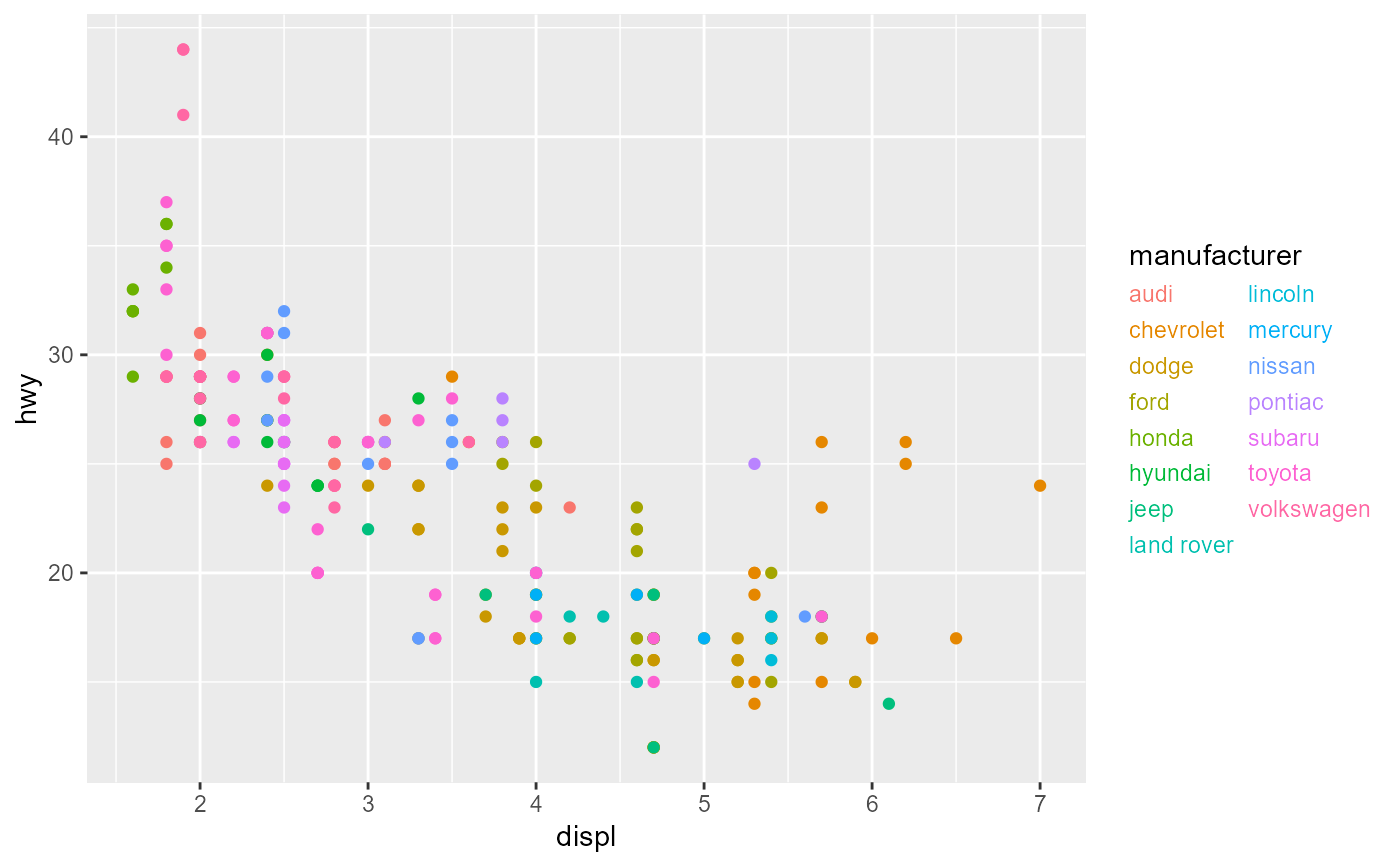 40
30
20
hwy
2 3 4 5 6 7
displ
manufacturer
audi lincoln
chevrolet mercury
dodge nissan
ford pontiac
honda subaru
hyundai toyota
jeep volkswagen
land rover